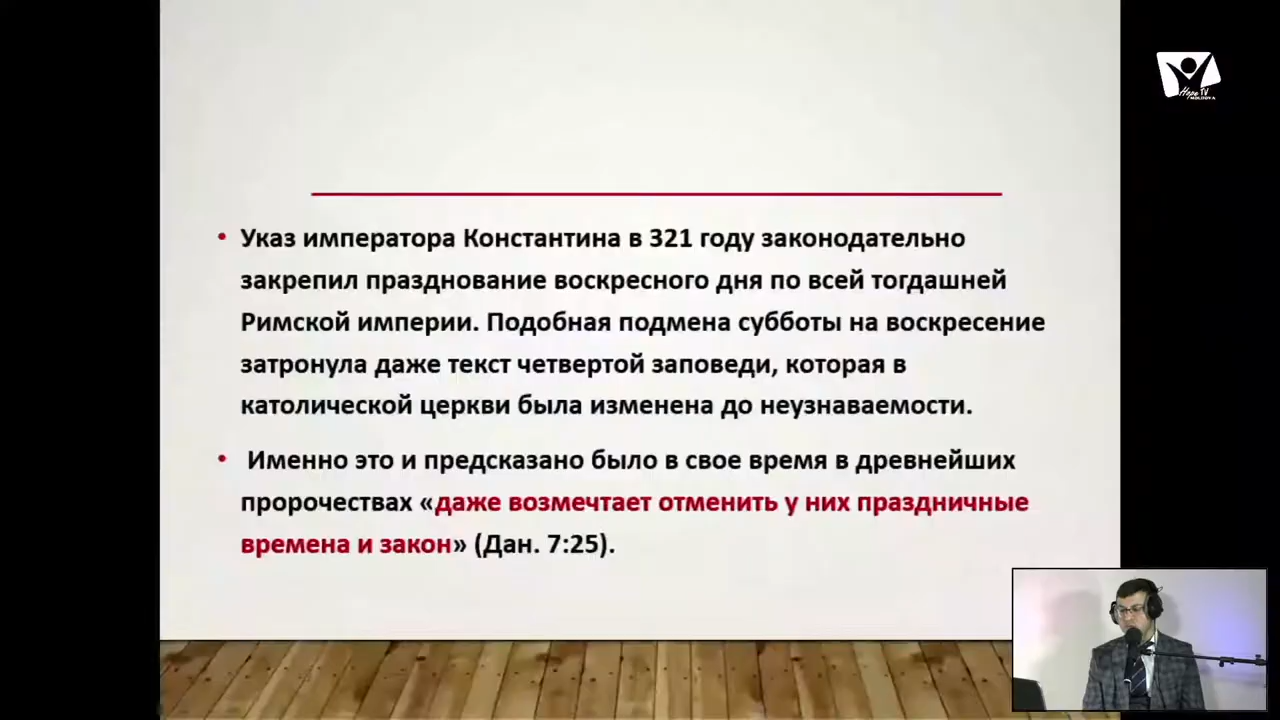 Hope TV
MOLDOVA
• Указ императора Константина в 321 году законодательно
закрепил празднование воскресного дня по всей тогдашней
Римской империи. Подобная подмена субботы на воскресение
затронула даже текст четвертой заповеди, которая в
католической церкви была изменена до неузнаваемости.
• Именно это и предсказано было в свое время в древнейших
пророчествах «даже возмечтает отменить у них праздничные
времена и закон» (Дан. 7:25).